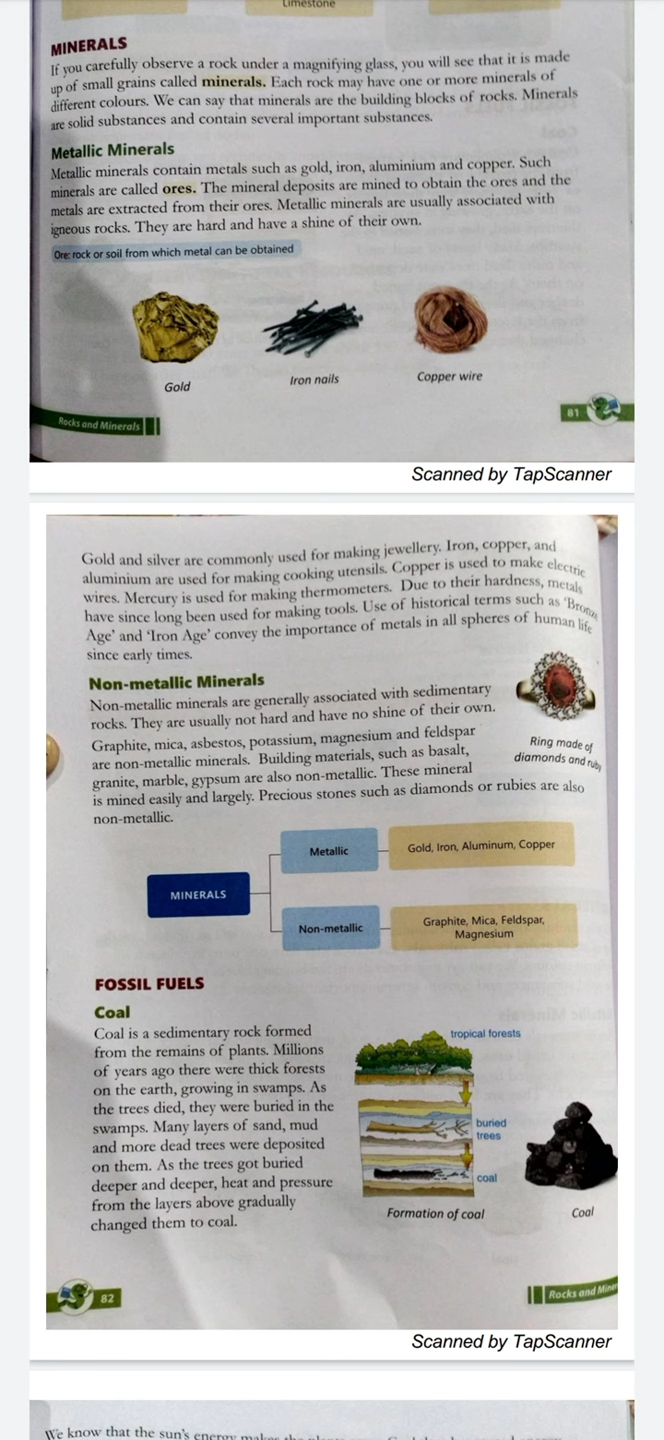 Limestone
MINERALS
If you carefully observe a rock under a magnifying glass, you will see that it is made
up of small grains called minerals. Each rock may have one or more minerals of
different colours. We can say that minerals are the building blocks of rocks. Minerals
are solid substances and contain several important substances.
Metallic Minerals
Metallic minerals contain metals such as gold, iron, aluminium and copper. Such
minerals are called ores. The mineral deposits are mined to obtain the ores and the
metals are extracted from their ores. Metallic minerals are usually associated with
igneous rocks. They are hard and have a shine of their own.
Ore: rock or soil from which metal can be obtained
Gold
Iron nails
Copper wire
Rocks and Minerals
81
Scanned by TapScanner
Gold and silver are commonly used for making jewellery. Iron, copper, and
aluminium are used for making cooking utensils. Copper is used to make electric
wires. Mercury is used for making thermometers. Due to their hardness, metals
have since long been used for making tools. Use of historical terms such as ‘Bronze
Age’ and ‘Iron Age’ convey the importance of metals in all spheres of human life
since early times.
Non-metallic Minerals
Non-metallic minerals are generally associated with sedimentary
rocks. They are usually not hard and have no shine of their own.
Graphite, mica, asbestos, potassium, magnesium and feldspar
are non-metallic minerals. Building materials, such as basalt,
granite, marble, gypsum are also non-metallic. These mineral
is mined easily and largely. Precious stones such as diamonds or rubies are also
non-metallic.
Ring made of
diamonds and ruby
MINERALS
Metallic
Gold, Iron, Aluminum, Copper
Non-metallic
Graphite, Mica, Feldspar,
Magnesium
FOSSIL FUELS
Coal
Coal is a sedimentary rock formed
from the remains of plants. Millions
of years ago there were thick forests
on the earth, growing in swamps. As
the trees died, they were buried in the
swamps. Many layers of sand, mud
and more dead trees were deposited
on them. As the trees got buried
deeper and deeper, heat and pressure
from the layers above gradually
changed them to coal.
tropical forests
buried
trees
coal
Formation of coal
Coal
82
Rocks and Mine
Scanned by TapScanner
We know that the sun's energy makes the